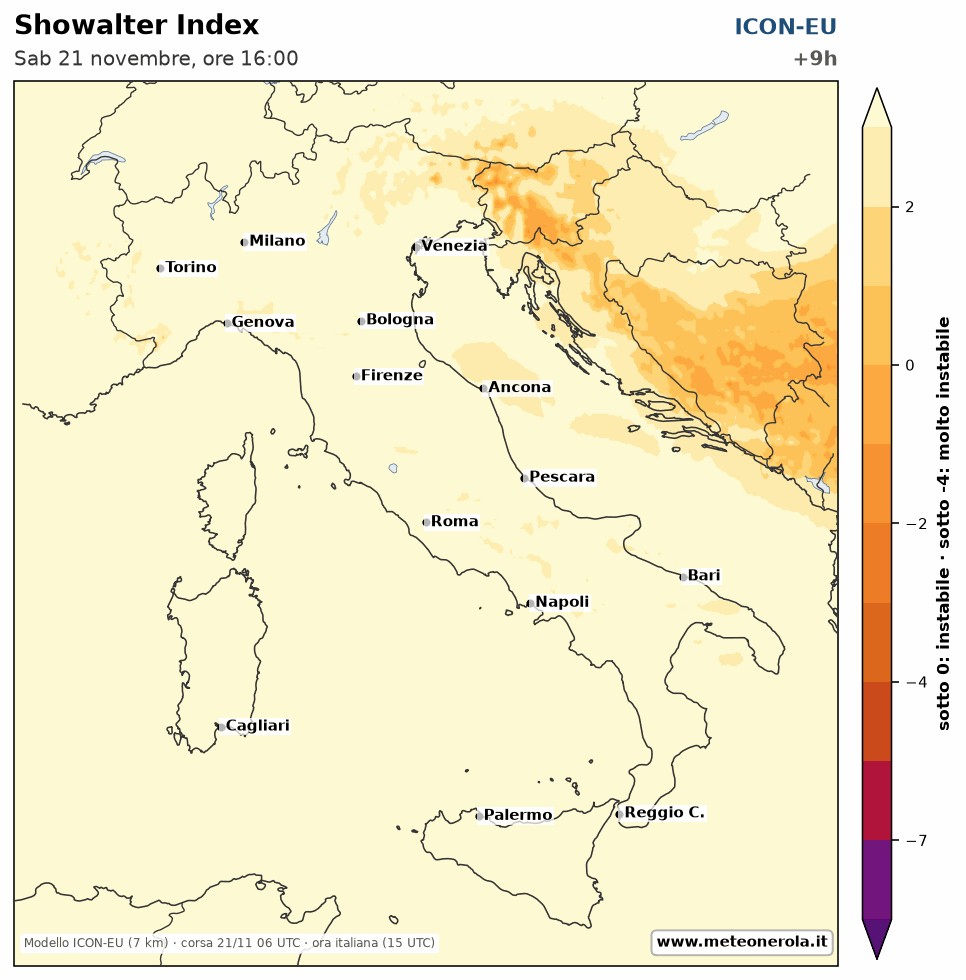 Showalter Index
ICON-EU
Sab 21 novembre, ore 16:00
+9h
Milano
Venezia
Torino
Genova
Bologna
Firenze
Ancona
Pescara
Roma
Bari
Napoli
Cagliari
Palermo
Reggio C.
2
0
−2
−4
−7
sotto 0: instabile · sotto -4: molto instabile
Modello ICON-EU (7 km) · corsa 21/11 06 UTC · ora italiana (15 UTC)
www.meteonerola.it